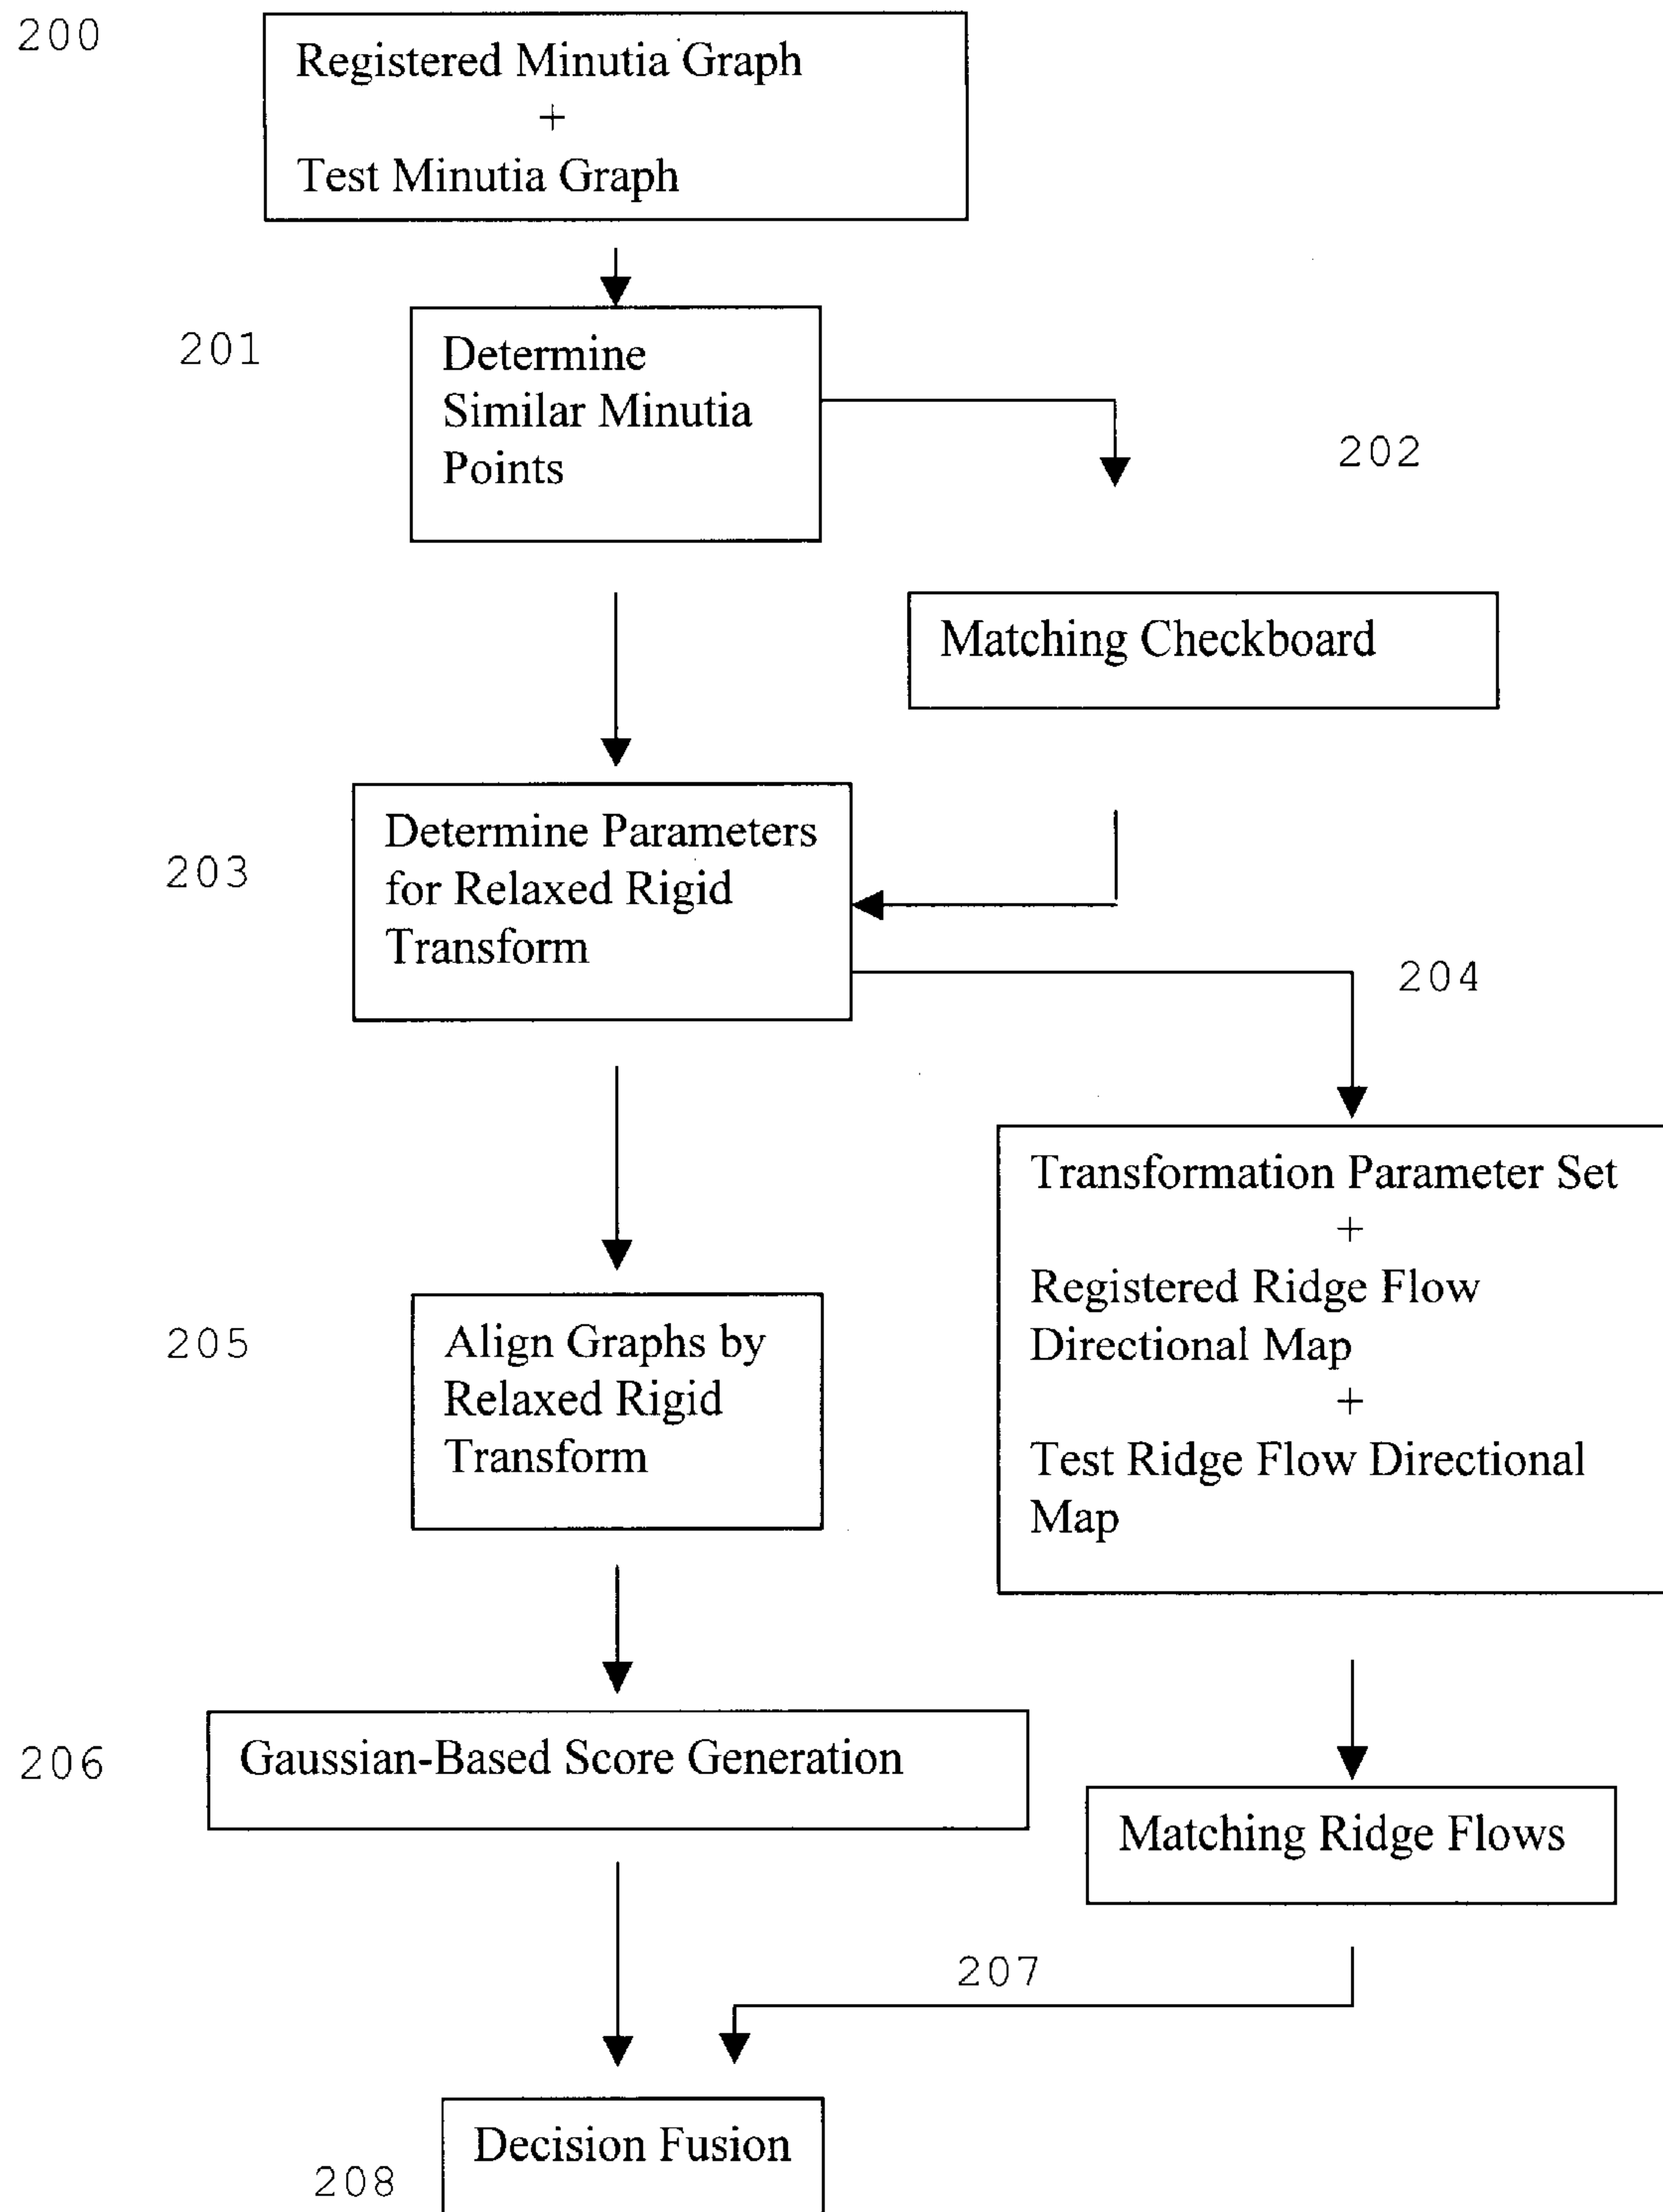 200
Registered Minutia Graph
+
Test Minutia Graph
201
Determine
Similar Minutia
Points
202
Matching Checkboard
203
Determine Parameters
for Relaxed Rigid
Transform
204
Transformation Parameter Set
+
Registered Ridge Flow
Directional Map
+
Test Ridge Flow Directional
Map
205
Align Graphs by
Relaxed Rigid
Transform
206
Gaussian-Based Score Generation
Matching Ridge Flows
207
Decision Fusion
208